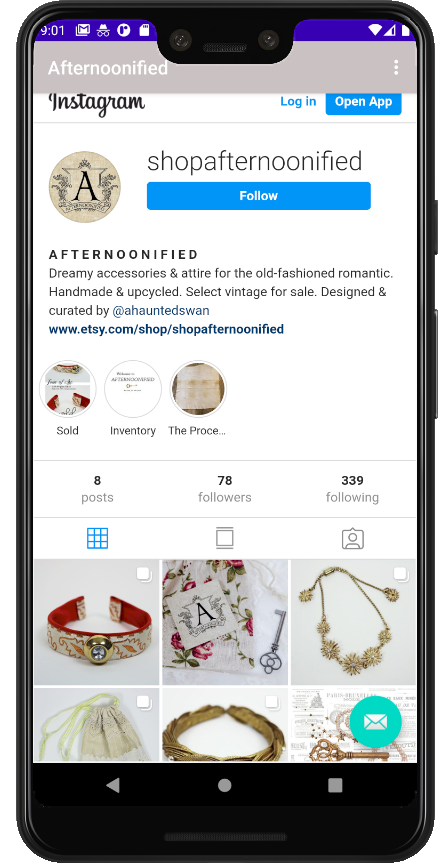 9:01
Afternoonified
Instagram
Log in
Open App
shopafternoonified
Follow
AFTERNOONIFIED
Dreamy accessories & attire for the old-fashioned romantic.
Handmade & upcycled. Select vintage for sale. Designed &
curated by @ahauntedswan
www.etsy.com/shop/shopafternoonified
Sold
Inventory
The Proce...
8
posts
78
followers
339
following
A
PARIS-BRUXELLES